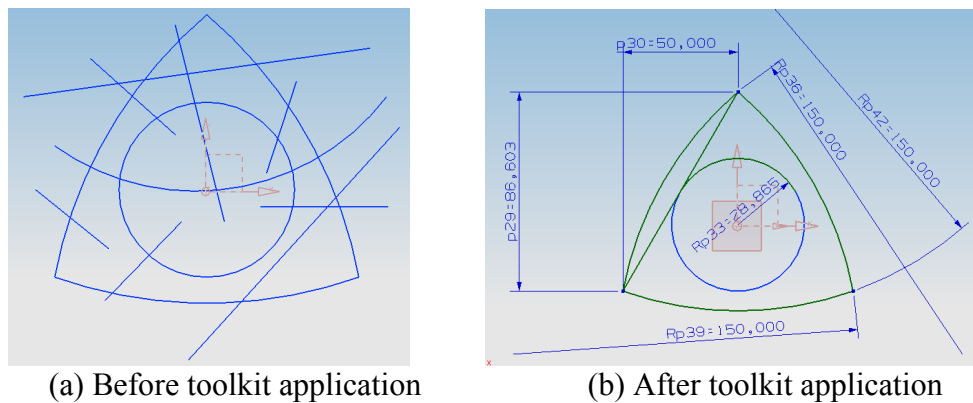 p30=50,000
Rp36=150,000
Rp42=150,000
p29=86,603
Rp33=28,865
Rp39=150,000
x
(a) Before toolkit application
(b) After toolkit application